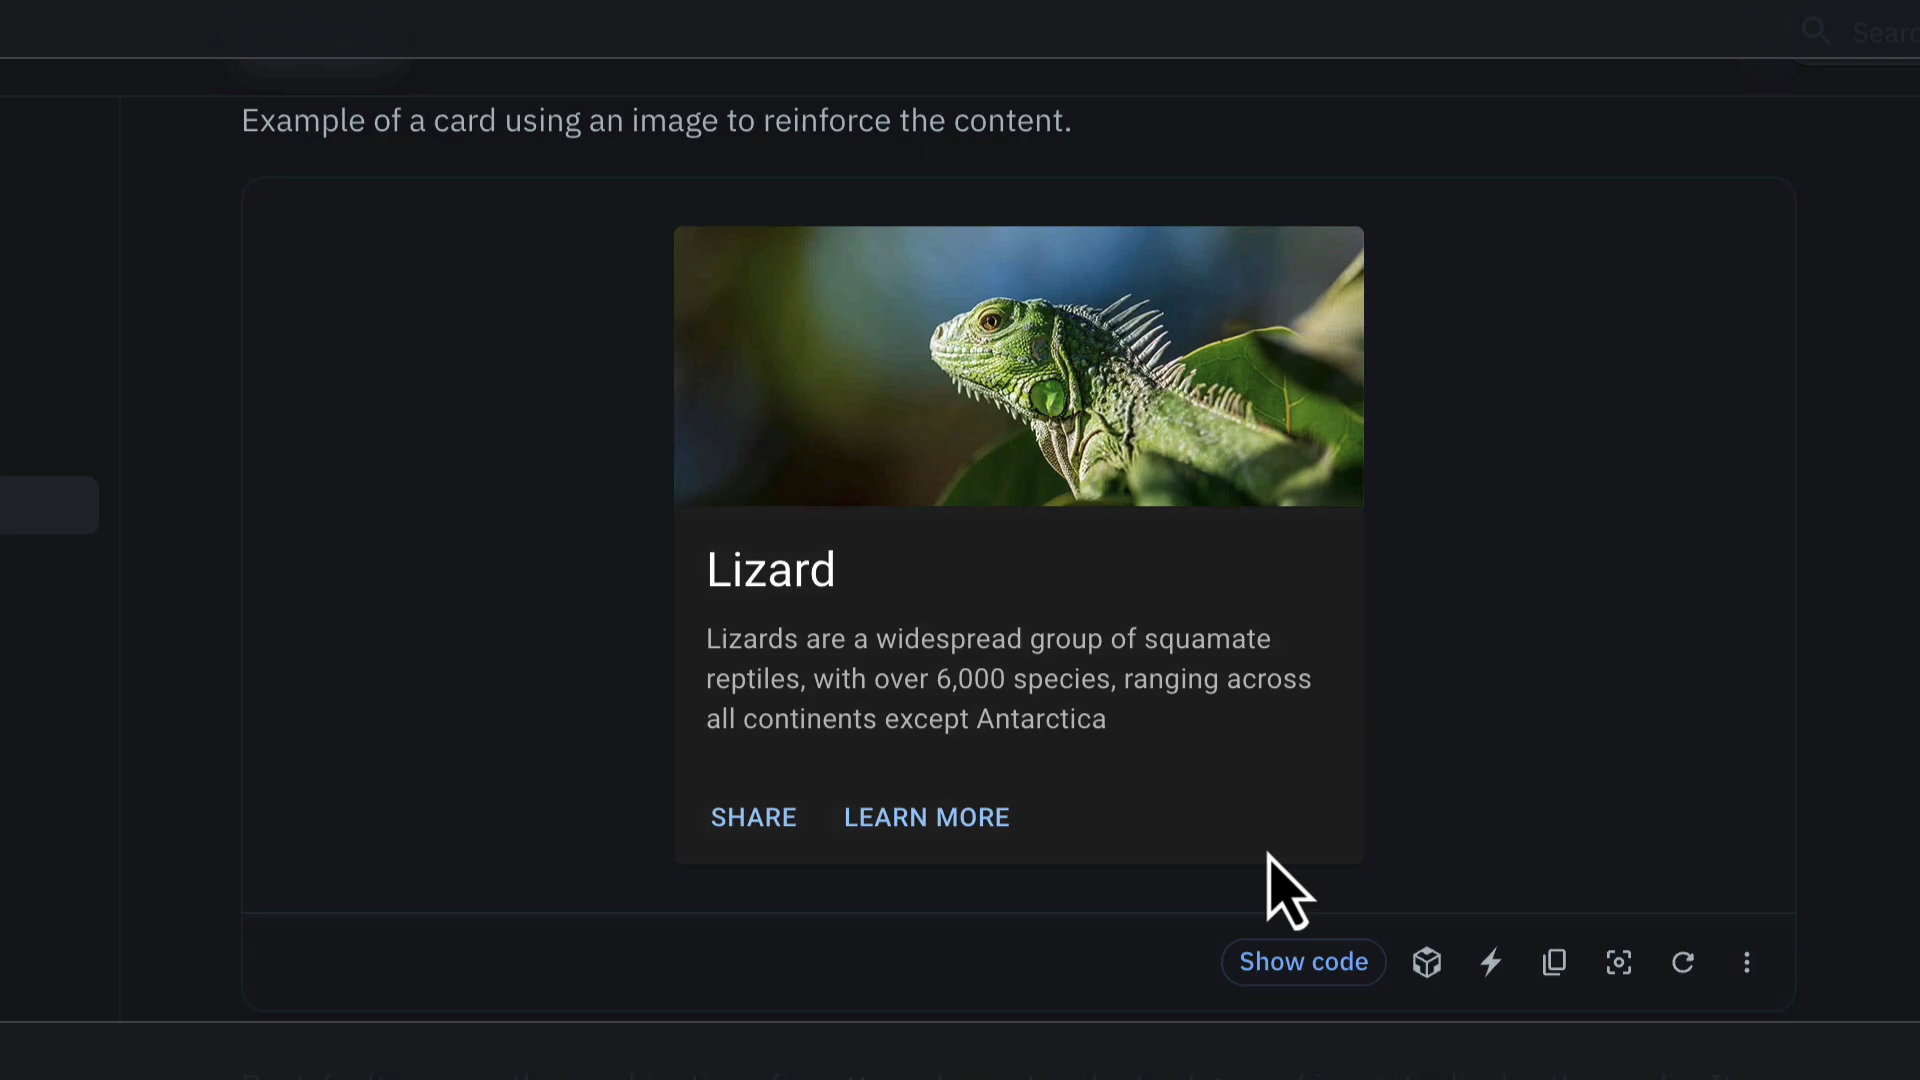 Example of a card using an image to reinforce the content.
Lizard
Lizards are a widespread group of squamate
reptiles, with over 6,000 species, ranging across
all continents except Antarctica
SHARE LEARN MORE
Show code